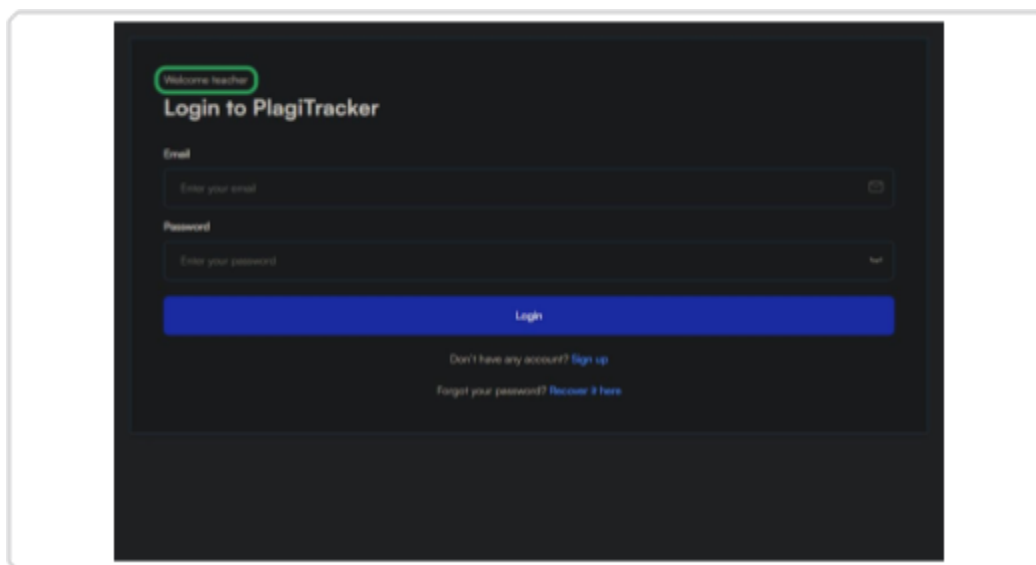 Welcome teacher
Login to PlagiTracker
Email
Enter your email
Password
Enter your password
Login
Don't have any account? Sign up
Forgot your password? Recover it here